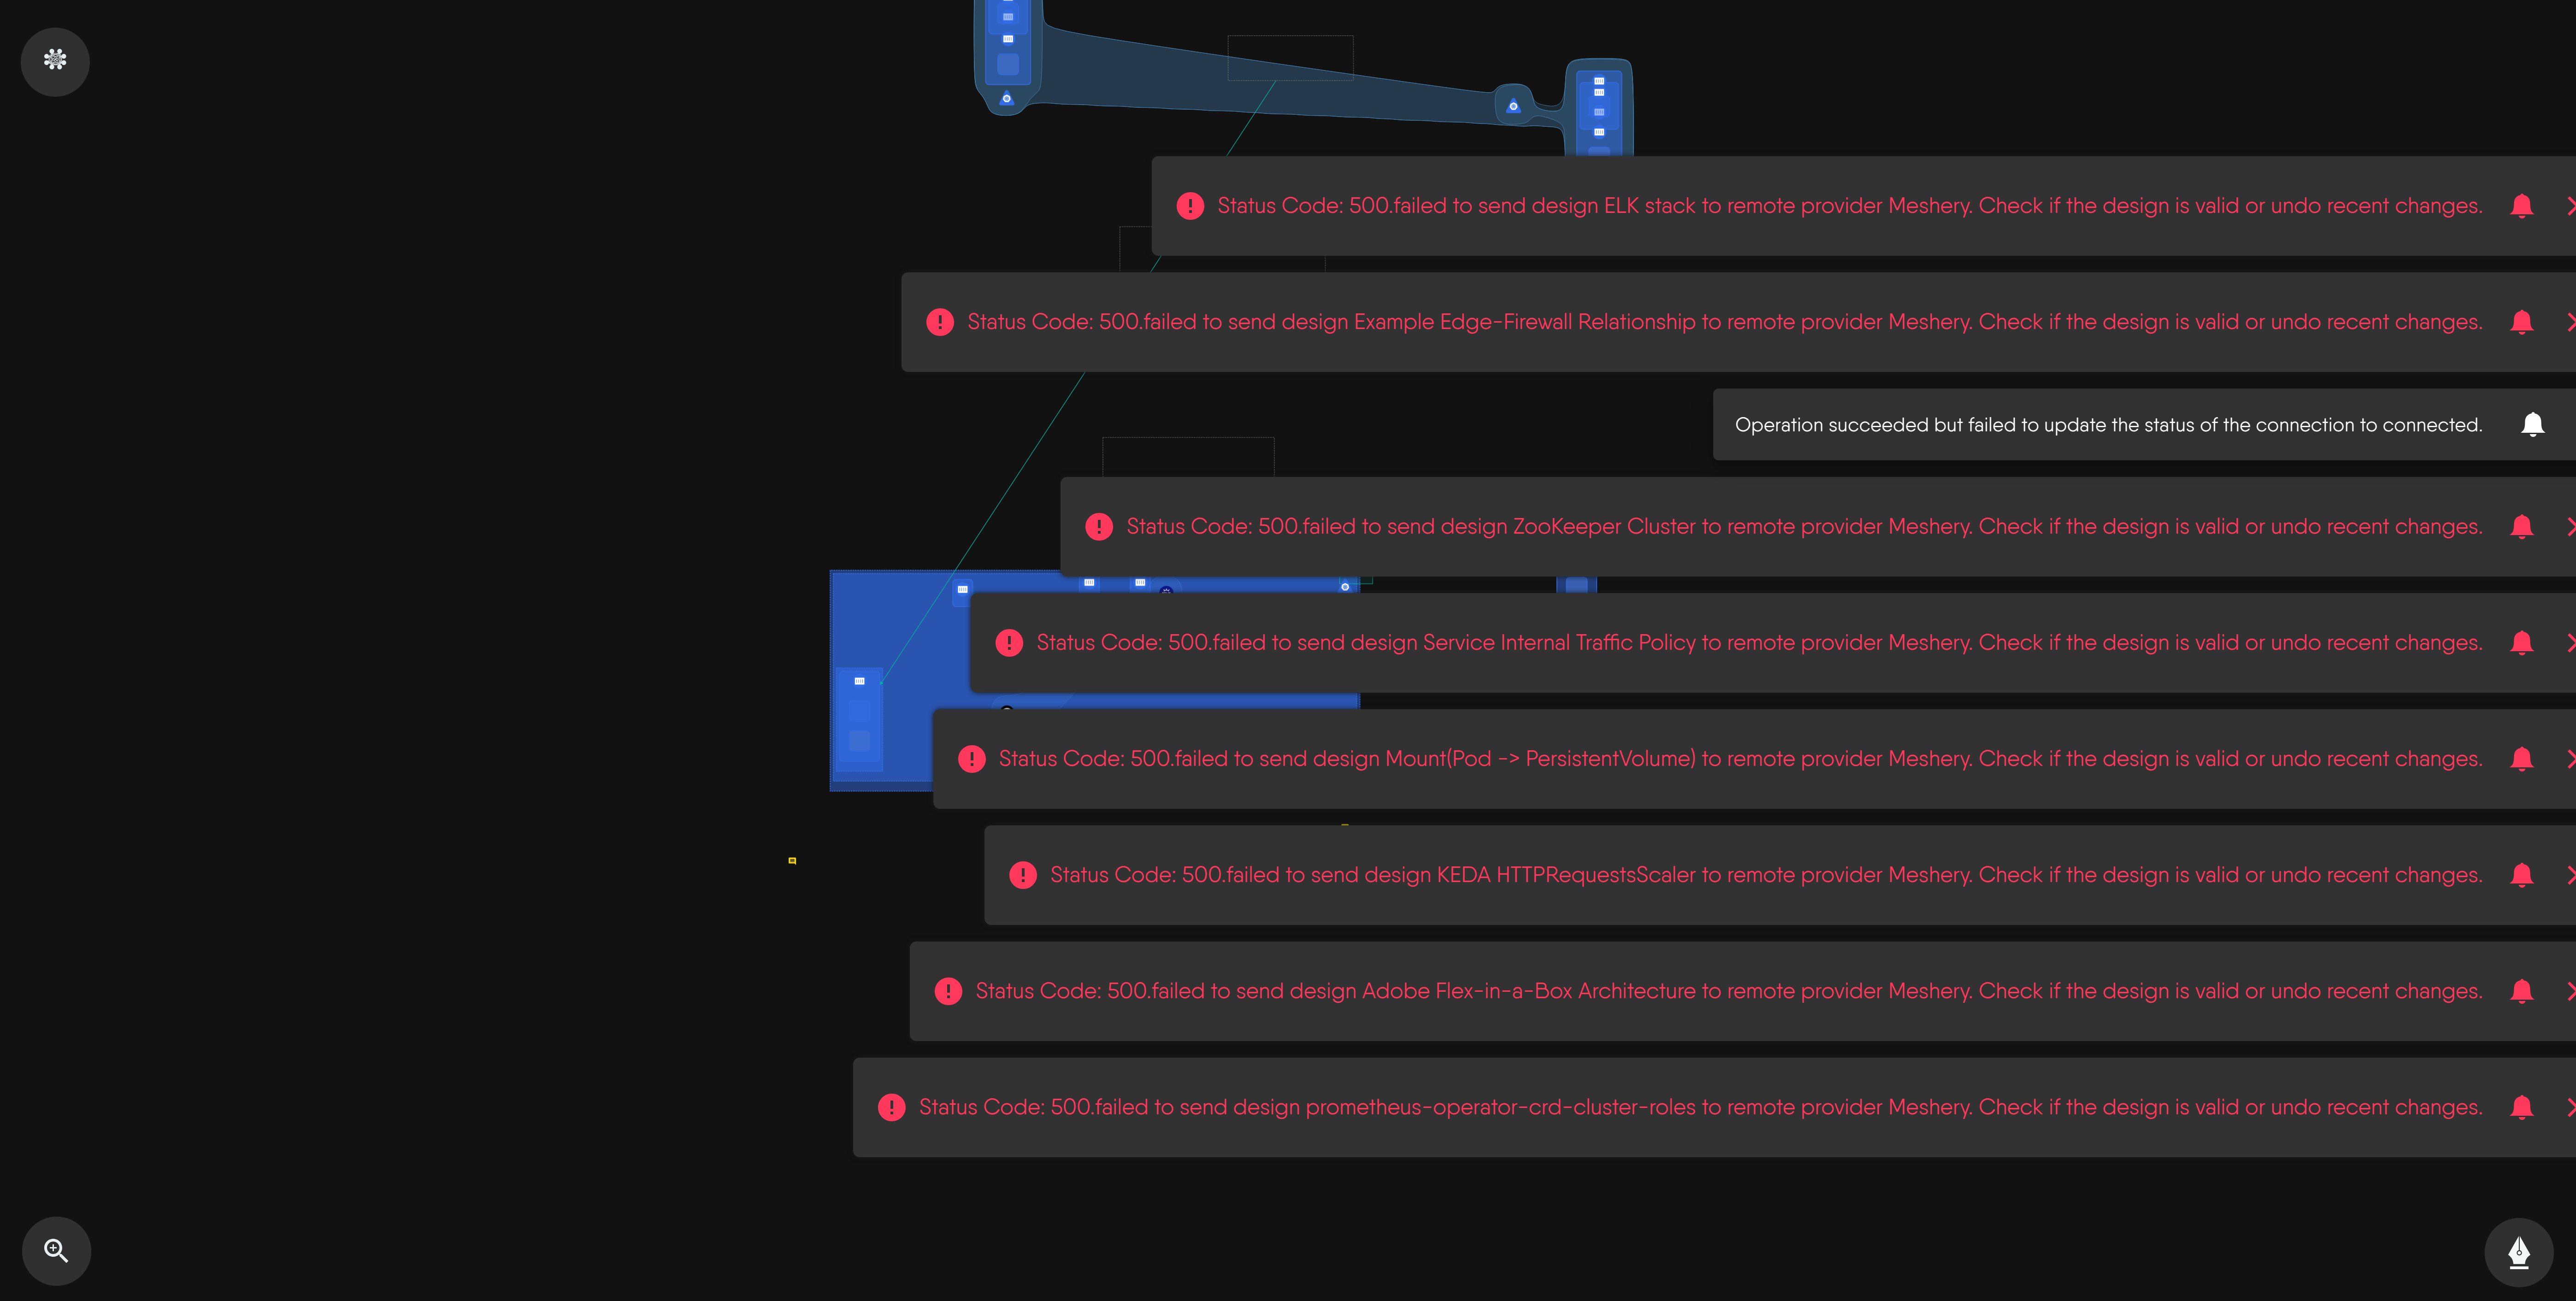 Status Code: 500.failed to send design ELK stack to remote provider Meshery. Check if the design is valid or undo recent changes.
Status Code: 500.failed to send design Example Edge-Firewall Relationship to remote provider Meshery. Check if the design is valid or undo recent changes.
Operation succeeded but failed to update the status of the connection to connected.
Status Code: 500.failed to send design ZooKeeper Cluster to remote provider Meshery. Check if the design is valid or undo recent changes.
Status Code: 500.failed to send design Service Internal Traffic Policy to remote provider Meshery. Check if the design is valid or undo recent changes.
Status Code: 500.failed to send design Mount(Pod -> PersistentVolume) to remote provider Meshery. Check if the design is valid or undo recent changes.
Status Code: 500.failed to send design KEDA HTTPRequestsScaler to remote provider Meshery. Check if the design is valid or undo recent changes.
Status Code: 500.failed to send design Adobe Flex-in-a-Box Architecture to remote provider Meshery. Check if the design is valid or undo recent changes.
Status Code: 500.failed to send design prometheus-operator-crd-cluster-roles to remote provider Meshery. Check if the design is valid or undo recent changes.